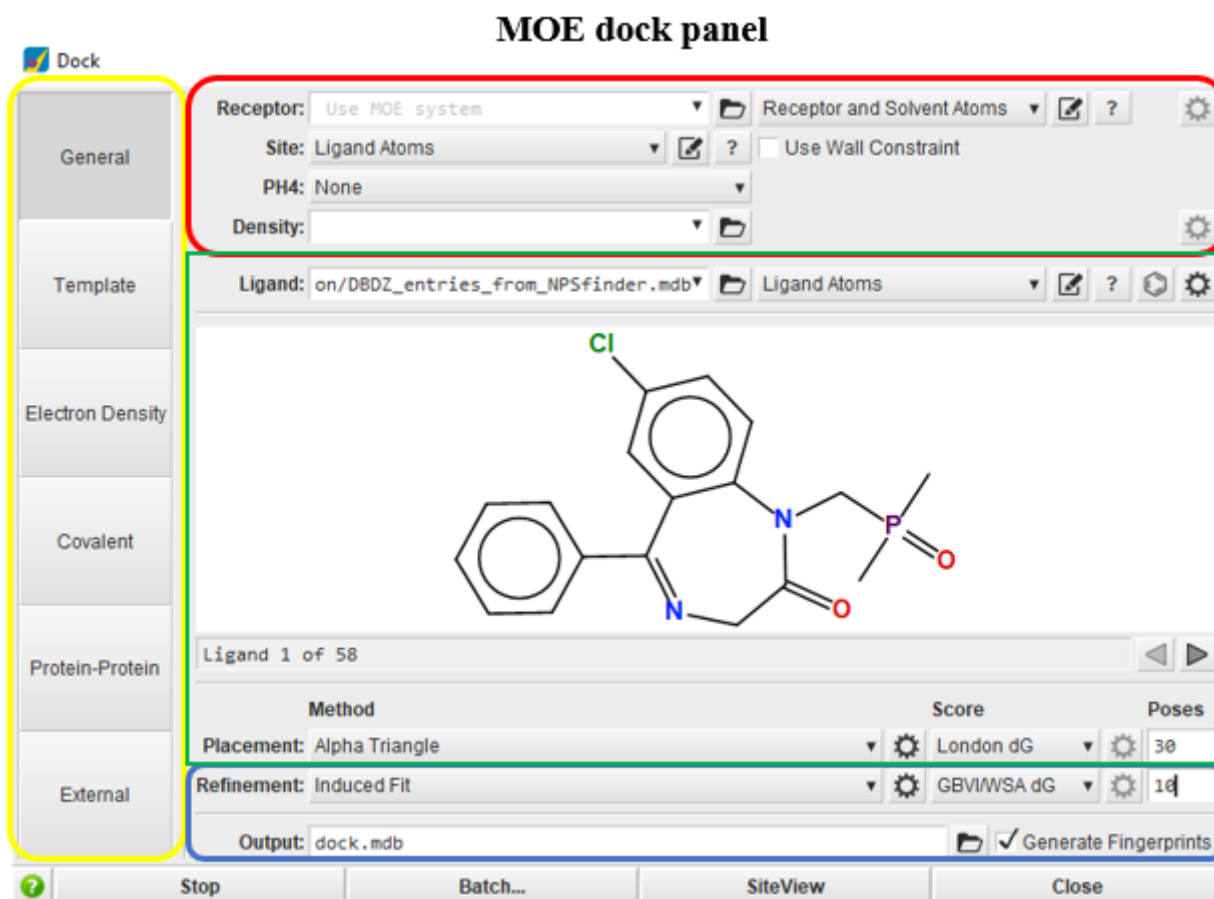 MOE dock panel
Dock
General
Template
Electron Density
Covalent
Protein-Protein
External
Receptor: Use MOE system Receptor and Solvent Atoms ?
Site: Ligand Atoms ? Use Wall Constraint
PH4: None
Density:
Ligand: on/DBDZ_entries_from_NPSfinder.mdb Ligand Atoms ?
Cl
N
P
O
O
N
Ligand 1 of 58
Method Score Poses
Placement: Alpha Triangle London dG 30
Refinement: Induced Fit GBVI/WSA dG 10
Output: dock.mdb Generate Fingerprints
? Stop Batch... SiteView Close